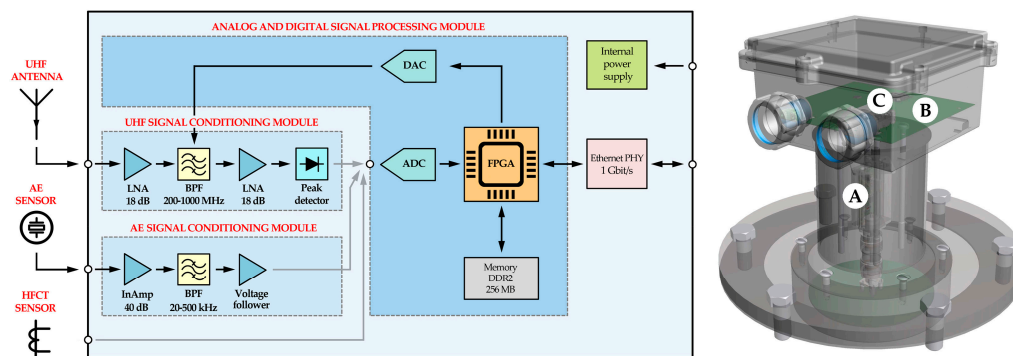 ANALOG AND DIGITAL SIGNAL PROCESSING MODULE
UHF
ANTENNA
DAC
Internal
power
supply
UHF SIGNAL CONDITIONING MODULE
LNA
18 dB
BPF
200-1000 MHz
LNA
18 dB
Peak
detector
ADC
FPGA
Ethernet PHY
1 Gbit/s
AE
SENSOR
AE SIGNAL CONDITIONING MODULE
InAmp
40 dB
BPF
20-500 kHz
Voltage
follower
Memory
DDR2
256 MB
HFCT
SENSOR
C
B
A